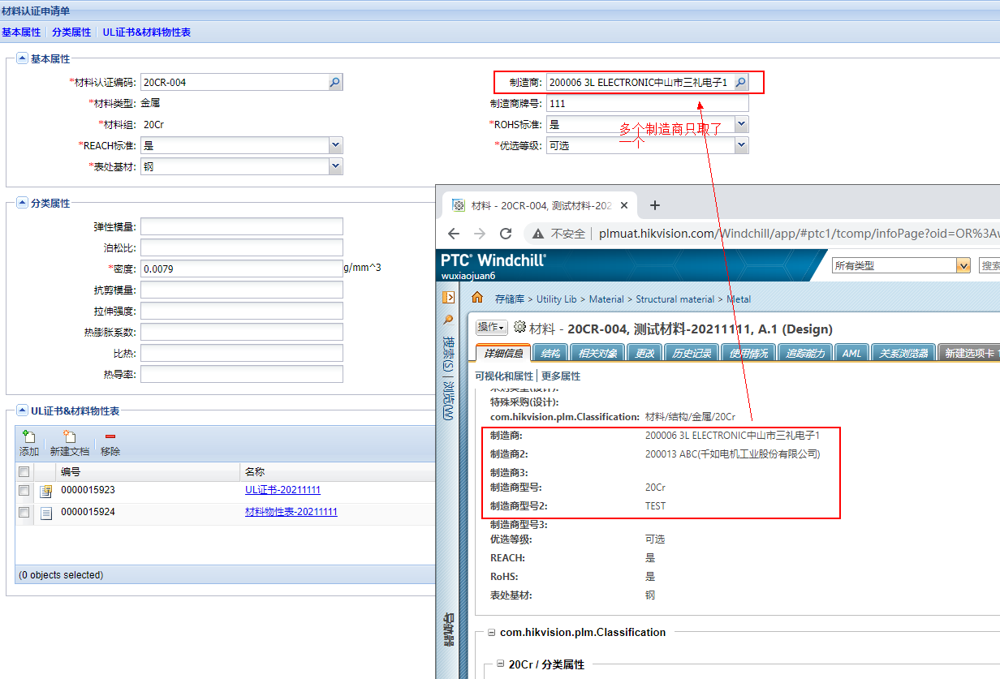 材料认证申请单
基本属性 分类属性 UL证书&材料物性表
基本属性
*材料认证编码: 20CR-004
制造商: 200006 3L ELECTRONIC中山市三礼电子1
*材料类型: 金属
制造商牌号: 111
*材料组: 20Cr
*ROHS标准: 是
*REACH标准: 是
*优选等级: 可选
*表处基材: 钢
多个制造商只取了
一个
分类属性
弹性模量:
泊松比:
*密度: 0.0079 g/mm^3
抗剪模量:
拉伸强度:
热膨胀系数:
比热:
热导率:
UL证书&材料物性表
添加 新建文档 移除
编号 名称
0000015923 UL证书-20211111
0000015924 材料物性表-20211111
(0 objects selected)
材料 - 20CR-004, 测试材料-202
不安全 plmuat.hikvision.com/Windchill/app/#ptc1/tcomp/infoPage?oid=OR%3A
PTC® Windchill®
wuxiaojuan6
所有类型 搜索
存储库 > Utility Lib > Material > Structural material > Metal
搜索(S) | 浏览(W)
导航器
操作 材料 - 20CR-004, 测试材料-20211111, A.1 (Design)
详细信息 结构 相关对象 更改 历史记录 使用情况 追踪能力 AML 关系浏览器 新建选项卡 1
可视化和属性 更多属性
采购类型(设计):
特殊采购(设计):
com.hikvision.plm.Classification: 材料/结构/金属/20Cr
制造商: 200006 3L ELECTRONIC中山市三礼电子1
制造商2: 200013 ABC(千如电机工业股份有限公司)
制造商3:
制造商型号: 20Cr
制造商型号2: TEST
制造商型号3:
优选等级: 可选
REACH: 是
RoHS: 是
表处基材: 钢
com.hikvision.plm.Classification
20Cr / 分类属性